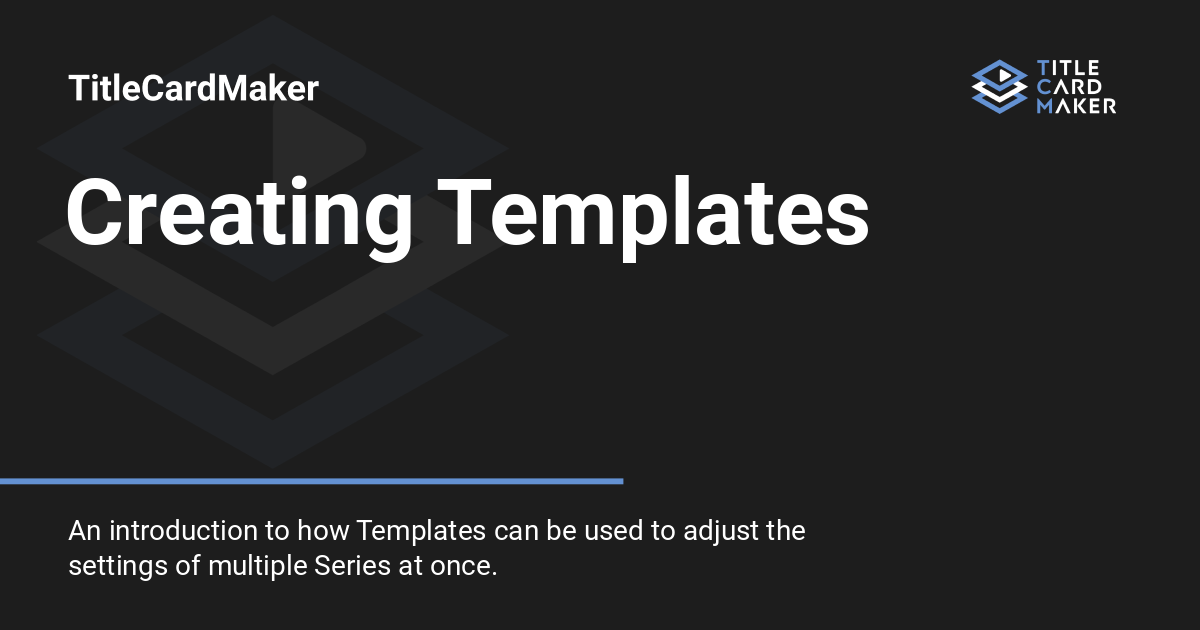 TitleCardMaker
TITLE
CARD
MAKER
Creating Templates
An introduction to how Templates can be used to adjust the
settings of multiple Series at once.